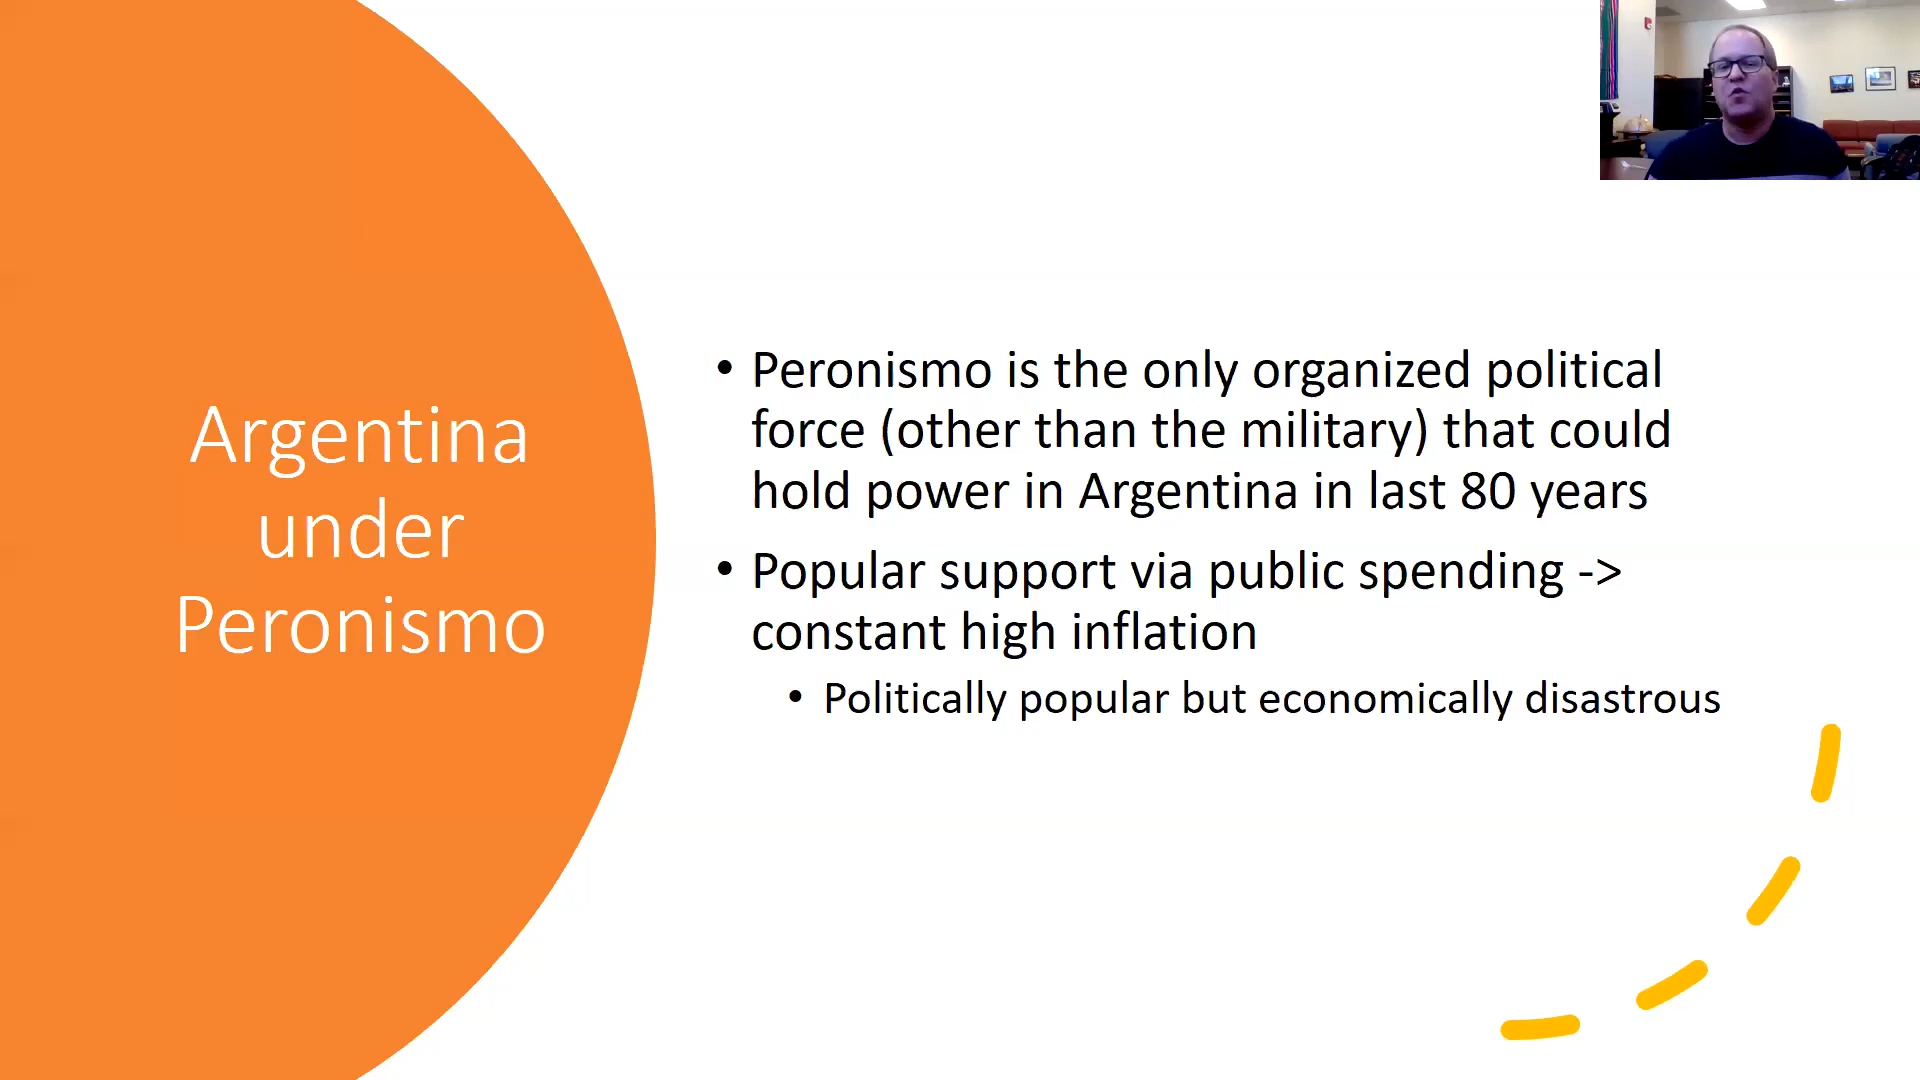 Argentina
under
Peronismo
• Peronismo is the only organized political
force (other than the military) that could
hold power in Argentina in last 80 years
• Popular support via public spending ->
constant high inflation
• Politically popular but economically disastrous